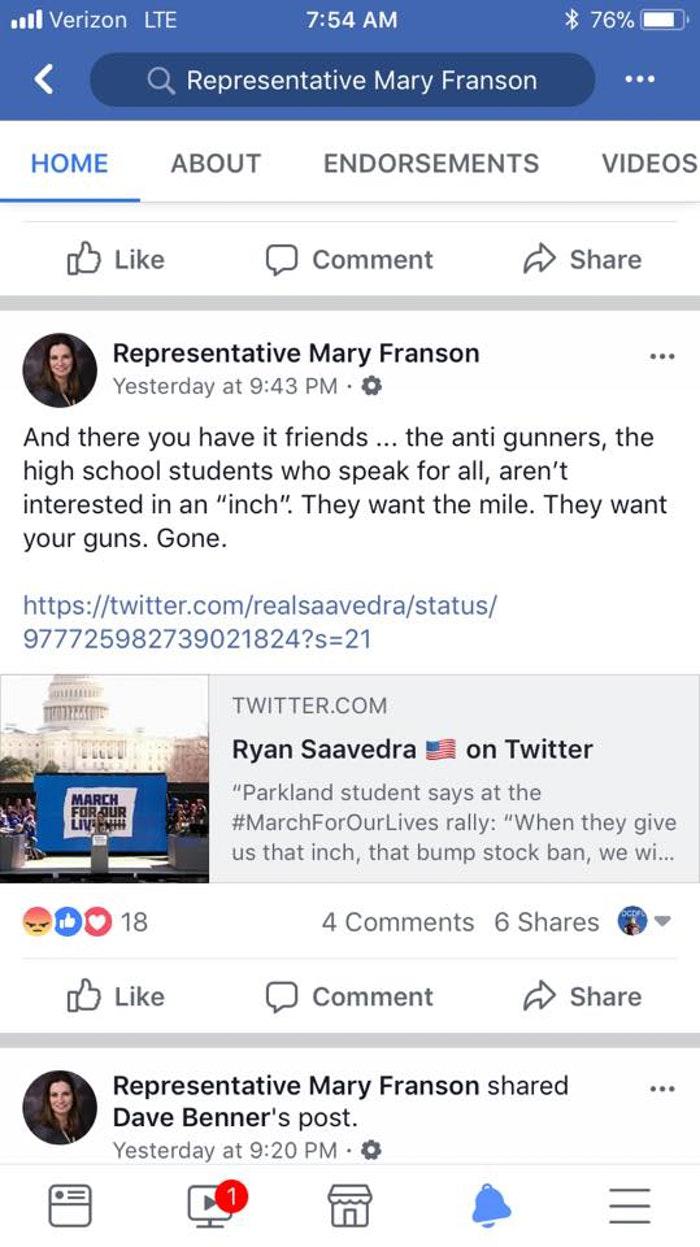 Verizon LTE 7:54 AM 76%
Representative Mary Franson
HOME ABOUT ENDORSEMENTS VIDEOS
Like Comment Share
Representative Mary Franson
Yesterday at 9:43 PM ·
And there you have it friends ... the anti gunners, the
high school students who speak for all, aren’t
interested in an “inch”. They want the mile. They want
your guns. Gone.
https://twitter.com/realsaavedra/status/
977725982739021824?s=21
MARCH
FOR OUR
LIVES
TWITTER.COM
Ryan Saavedra 🇺🇸 on Twitter
“Parkland student says at the
#MarchForOurLives rally: “When they give
us that inch, that bump stock ban, we wi...
18 4 Comments 6 Shares
Like Comment Share
Representative Mary Franson shared
Dave Benner's post.
Yesterday at 9:20 PM ·
1